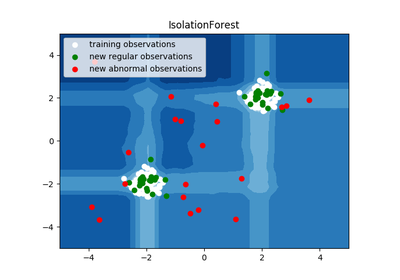 IsolationForest
training observations
new regular observations
new abnormal observations
4
2
0
−2
−4
−4
−2
0
2
4